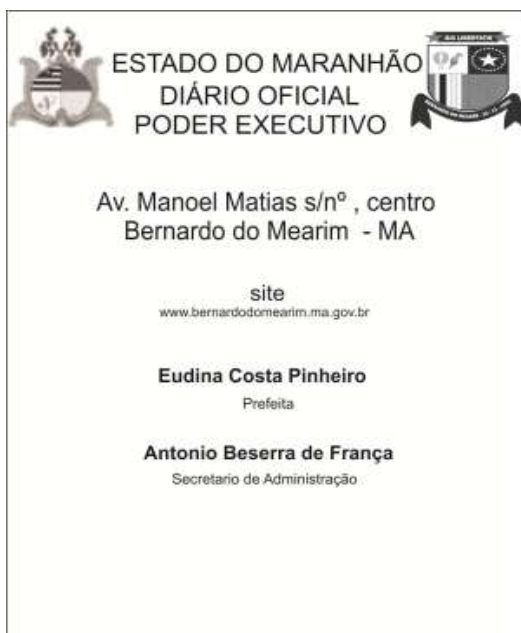 ESTADO DO MARANHÃO
DIÁRIO OFICIAL
PODER EXECUTIVO
Av. Manoel Matias s/nº , centro
Bernardo do Mearim - MA
site
www.bernardodomearim.ma.gov.br
Eudina Costa Pinheiro
Prefeita
Antonio Beserra de França
Secretario de Administração